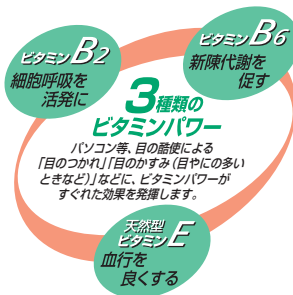 ビタミンB2
細胞呼吸を
活発に
ビタミンB6
新陳代謝を
促す
3種類の
ビタミンパワー
パソコン等、目の酷使による
「目のつかれ」「目のかすみ(目やにの多い
ときなど)」などに、ビタミンパワーが
すぐれた効果を発揮します。
天然型
ビタミンE
血行を
良くする